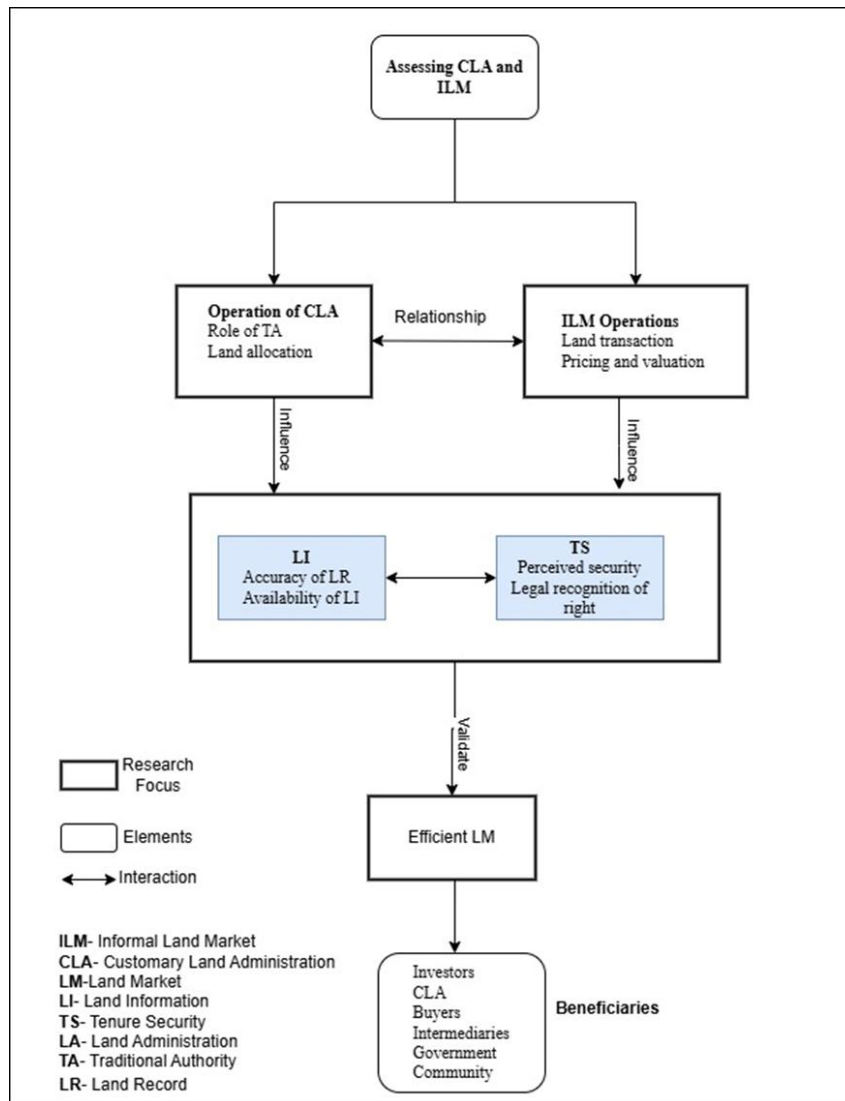 Assessing CLA and
ILM
Operation of CLA
Role of TA
Land allocation
Relationship
ILM Operations
Land transaction
Pricing and valuation
Influence
Influence
LI
Accuracy of LR
Availability of LI
TS
Perceived security
Legal recognition of
right
Validate
Research
Focus
Efficient LM
Elements
Interaction
ILM- Informal Land Market
CLA- Customary Land Administration
LM-Land Market
LI- Land Information
TS- Tenure Security
LA- Land Administration
TA- Traditional Authority
LR- Land Record
Investors
CLA
Buyers
Intermediaries
Government
Community
Beneficiaries